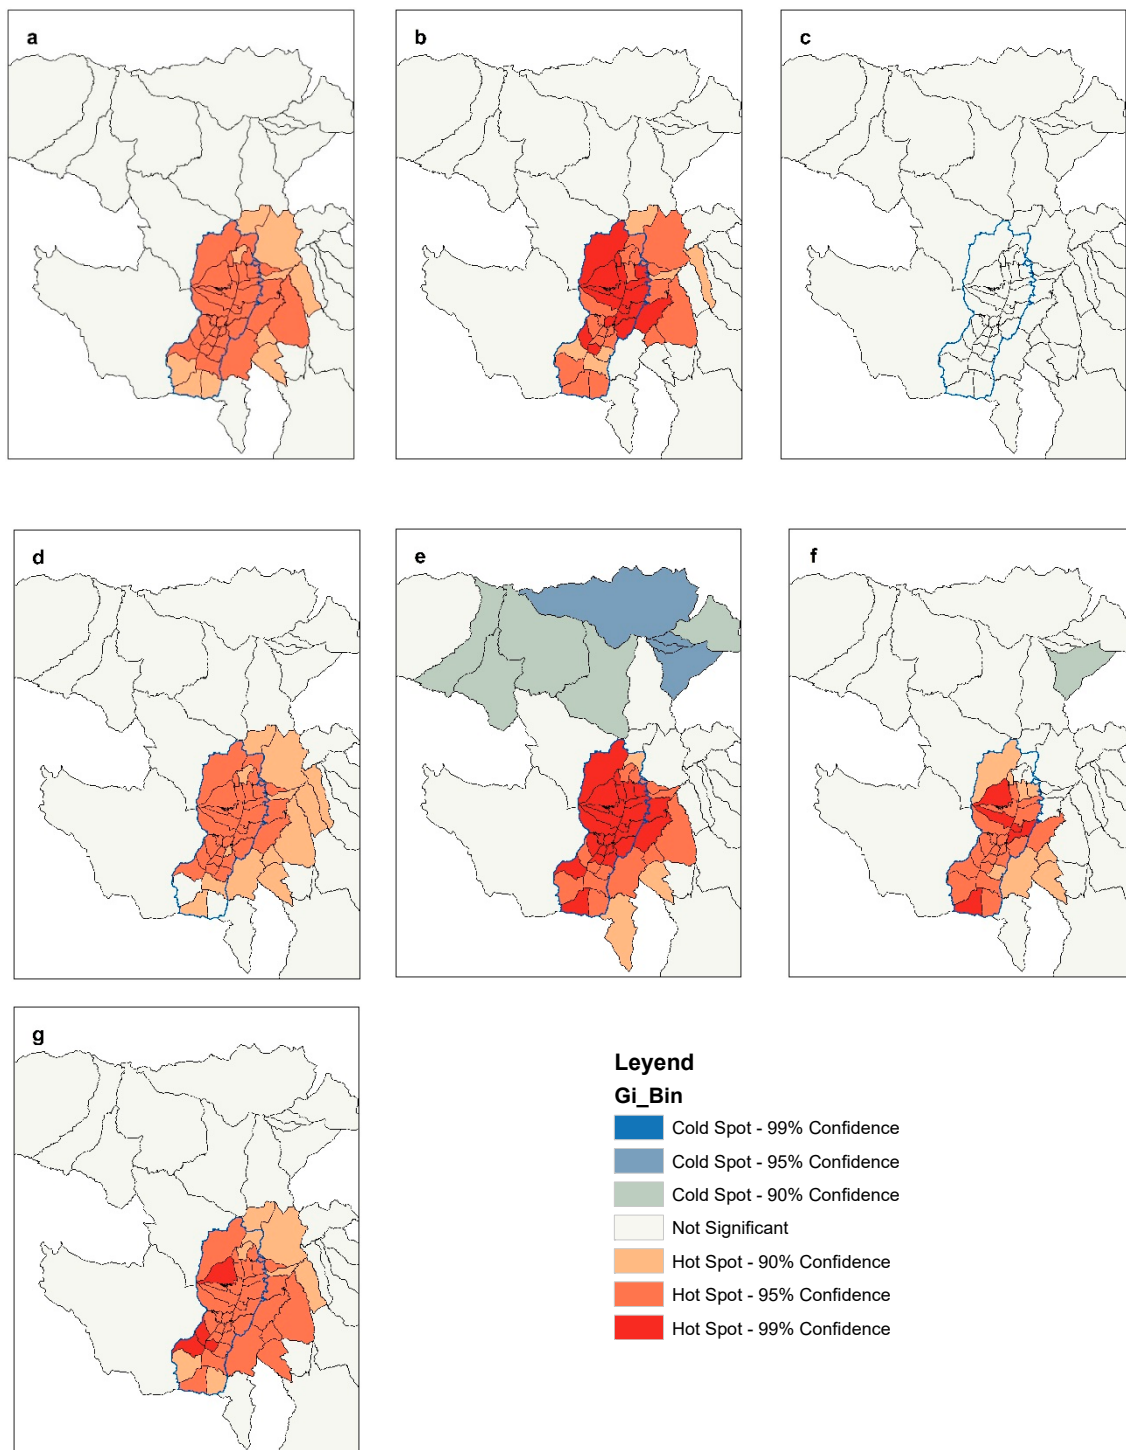 a
b
c
d
e
f
g
Leyend
Gi_Bin
Cold Spot - 99% Confidence
Cold Spot - 95% Confidence
Cold Spot - 90% Confidence
Not Significant
Hot Spot - 90% Confidence
Hot Spot - 95% Confidence
Hot Spot - 99% Confidence